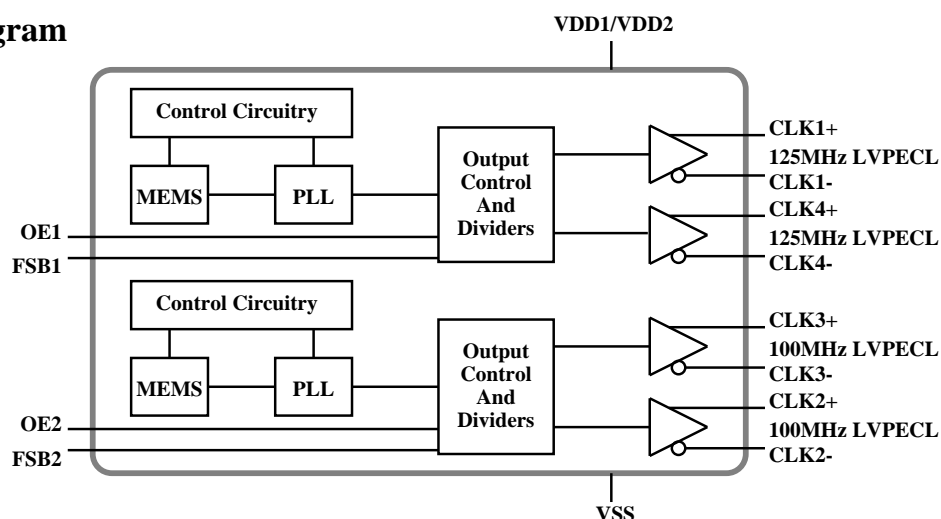 gram
VDD1/VDD2
Control Circuitry
MEMS
PLL
Output
Control
And
Dividers
OE1
FSB1
CLK1+
125MHz LVPECL
CLK1-
CLK4+
125MHz LVPECL
CLK4-
Control Circuitry
MEMS
PLL
Output
Control
And
Dividers
OE2
FSB2
CLK3+
100MHz LVPECL
CLK3-
CLK2+
100MHz LVPECL
CLK2-
VSS